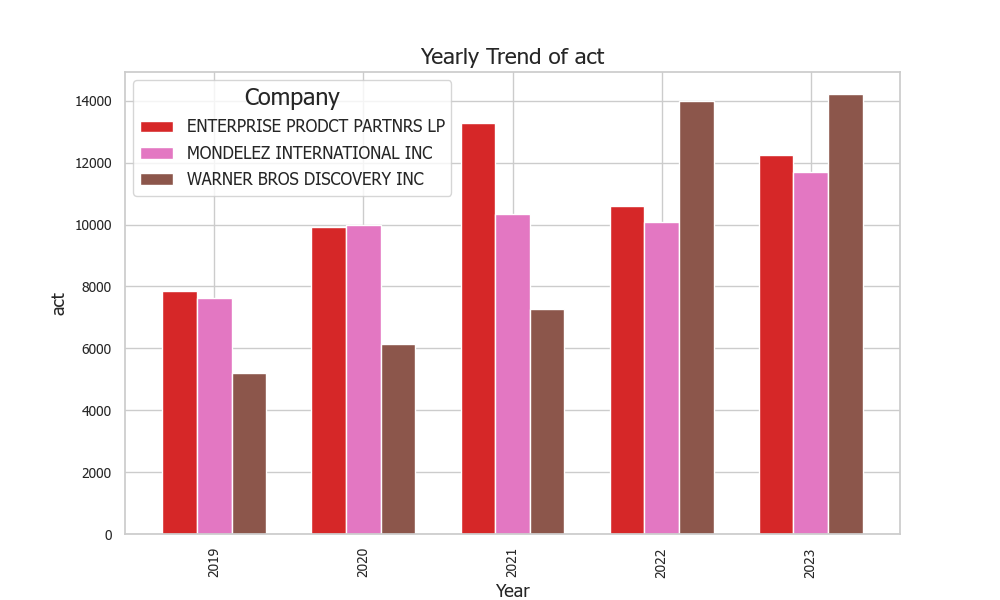 Yearly Trend of act
Company
ENTERPRISE PRODCT PARTNRS LP
MONDELEZ INTERNATIONAL INC
WARNER BROS DISCOVERY INC
14000
12000
10000
8000
6000
4000
2000
0
act
2019
2020
2021
2022
2023
Year